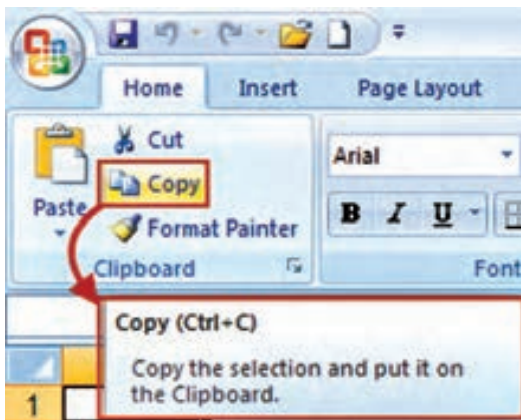 Home Insert Page Layout
Cut
Copy
Paste
Format Painter
Clipboard
Arial
B I U
Font
Copy (Ctrl+C)
Copy the selection and put it on
the Clipboard.
1